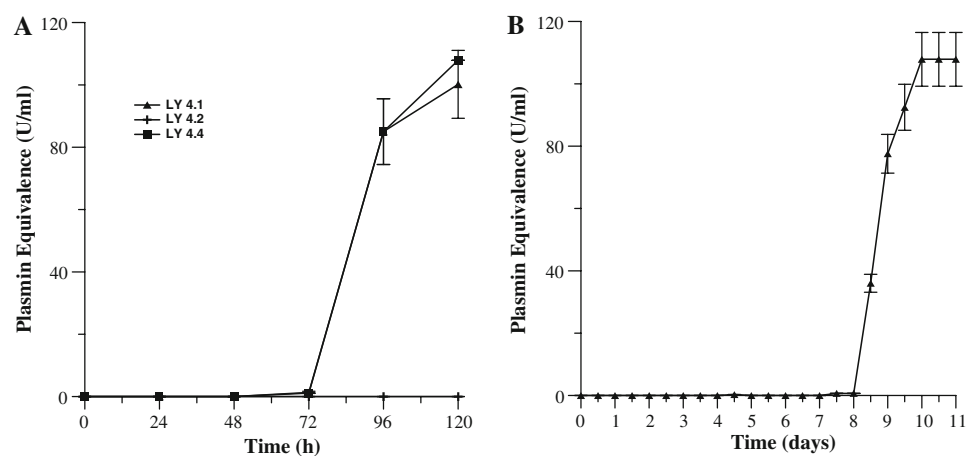 A
120
80
40
0
Plasmin Equivalence (U/ml)
LY 4.1
LY 4.2
LY 4.4
0 24 48 72 96 120
Time (h)
B
120
80
40
0
Plasmin Equivalence (U/ml)
0 1 2 3 4 5 6 7 8 9 10 11
Time (days)